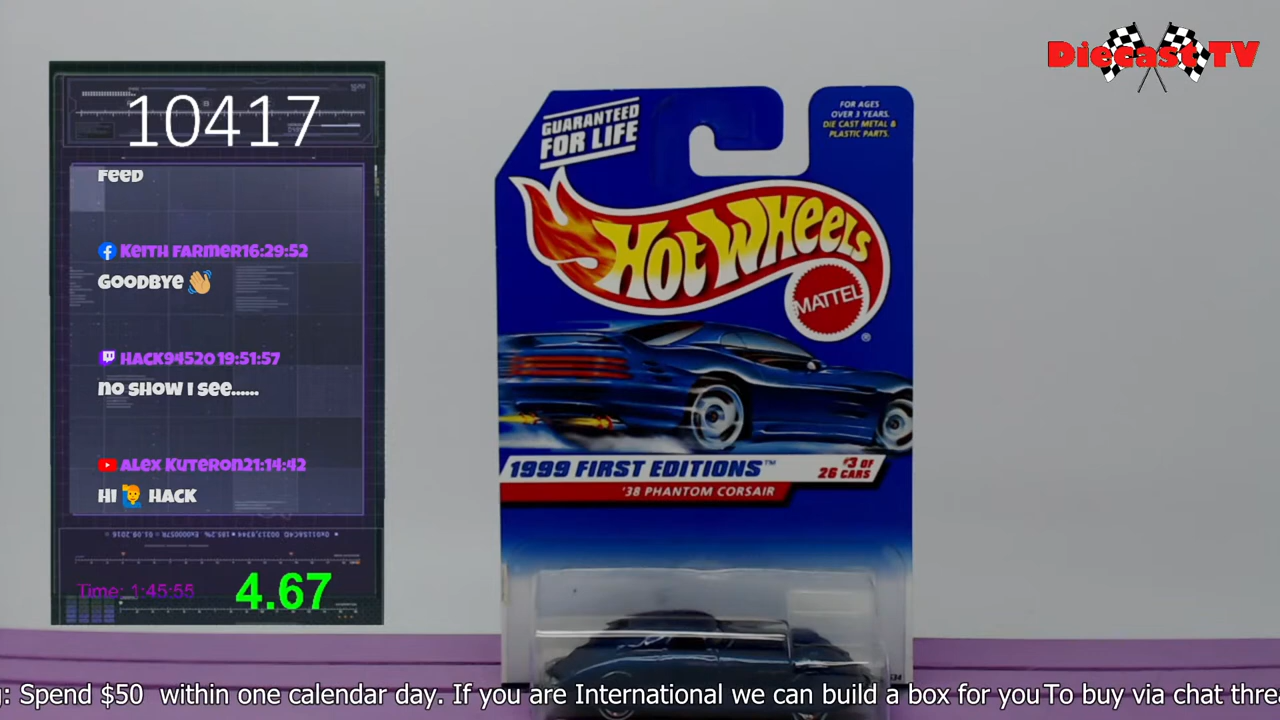 Diecast TV
10417
FEED
KEITH FARMER16:29:52
GOODBYE 👋🏼
HACK94520 19:51:57
NO SHOW I SEE......
ALEX KUTERON21:14:42
HI 🙋‍♂️ HACK
Time: 1:45:55
4.67
GUARANTEED
FOR LIFE
FOR AGES
OVER 3 YEARS.
DIE CAST METAL &
PLASTIC PARTS.
HOT WHEELS
MATTEL
®
1999 FIRST EDITIONS™
#3 OF
26 CARS
'38 PHANTOM CORSAIR
: Spend $50 within one calendar day. If you are International we can build a box for you To buy via chat thre